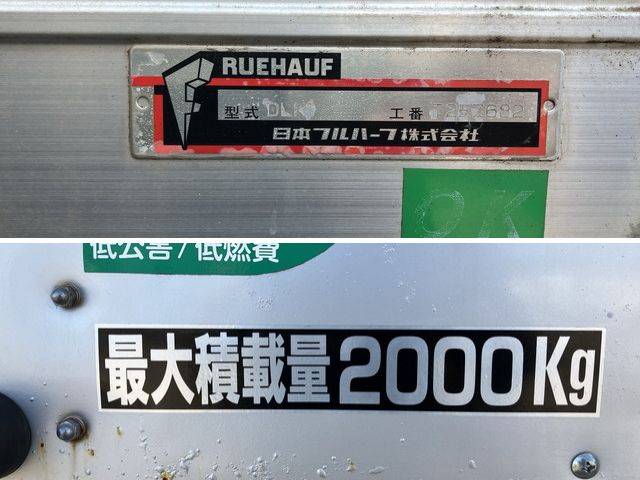 RUEHAUF
型式 工番
日本フルハーフ株式会社
OK
低公害/低燃費
最大積載量2000Kg